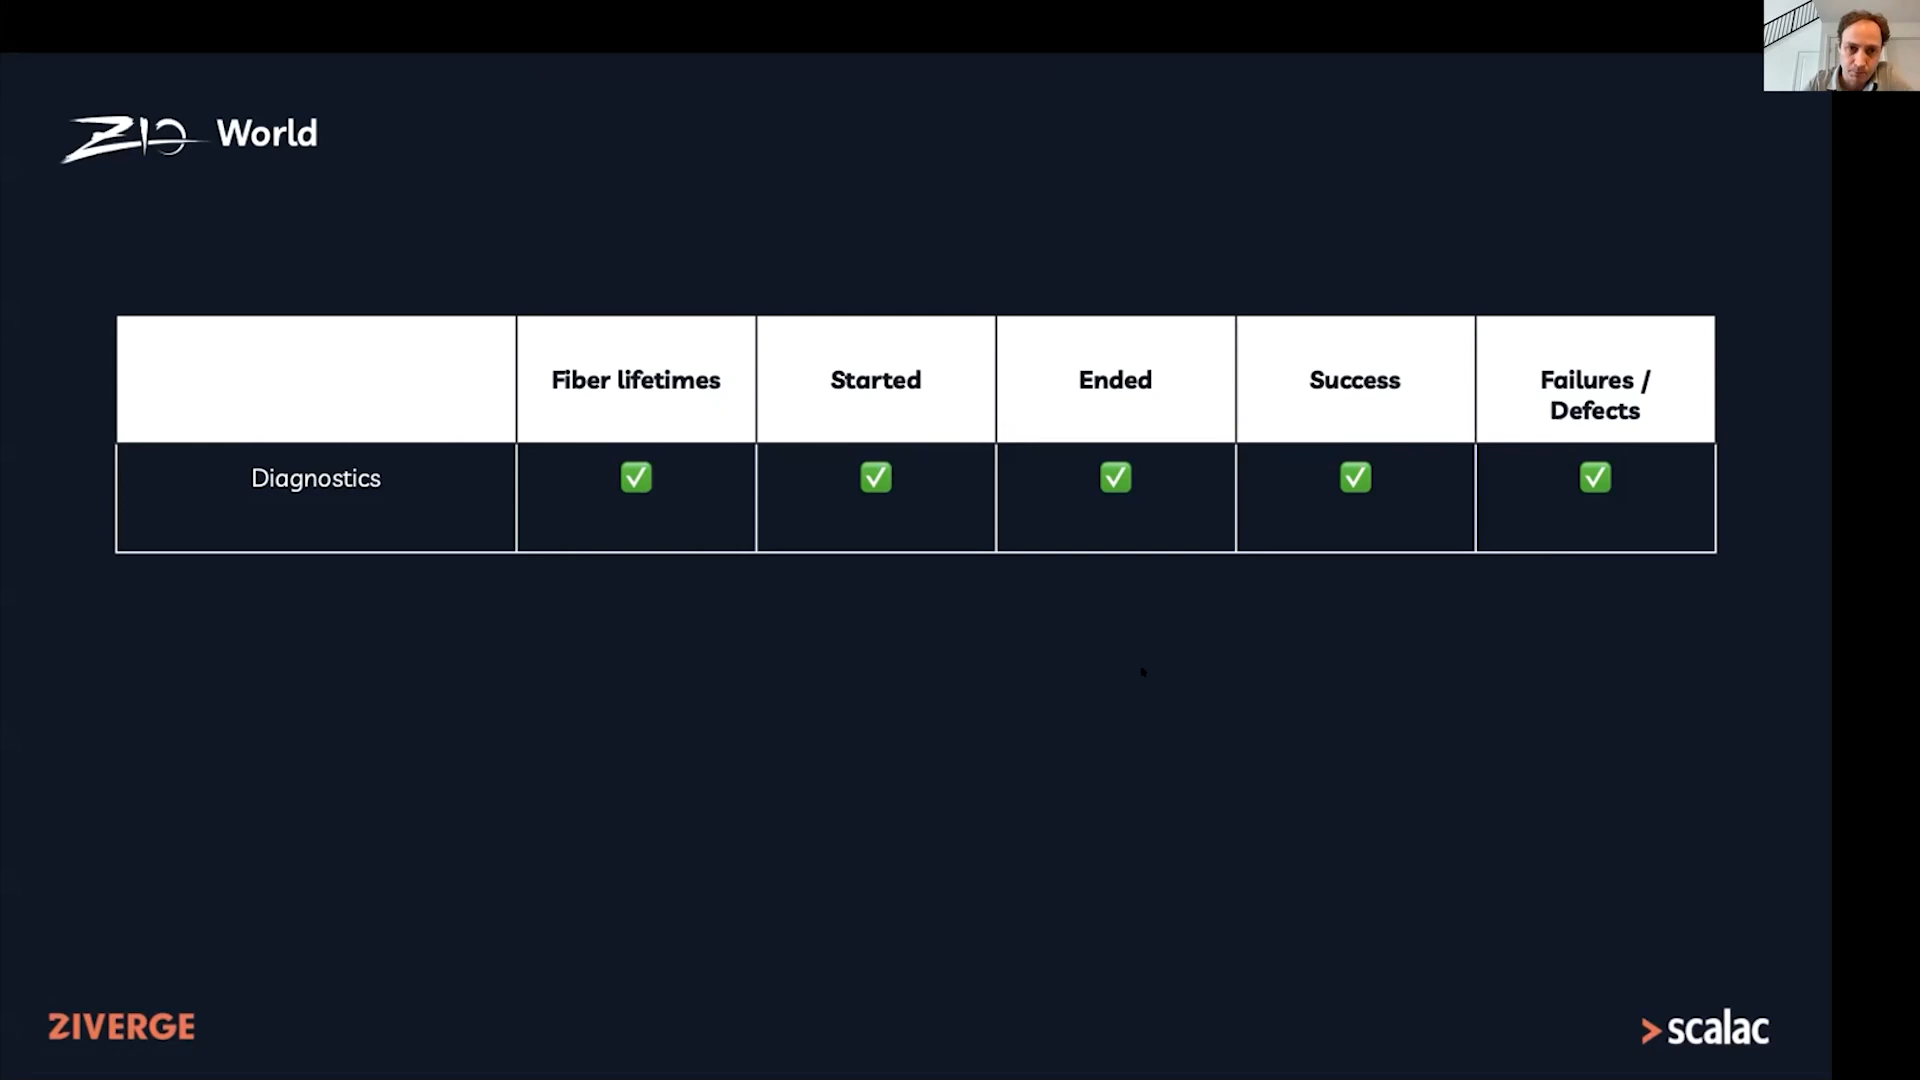 ZIO World
Fiber lifetimes Started Ended Success Failures /
Defects
Diagnostics ✅ ✅ ✅ ✅ ✅
ZIVERGE
>scalac